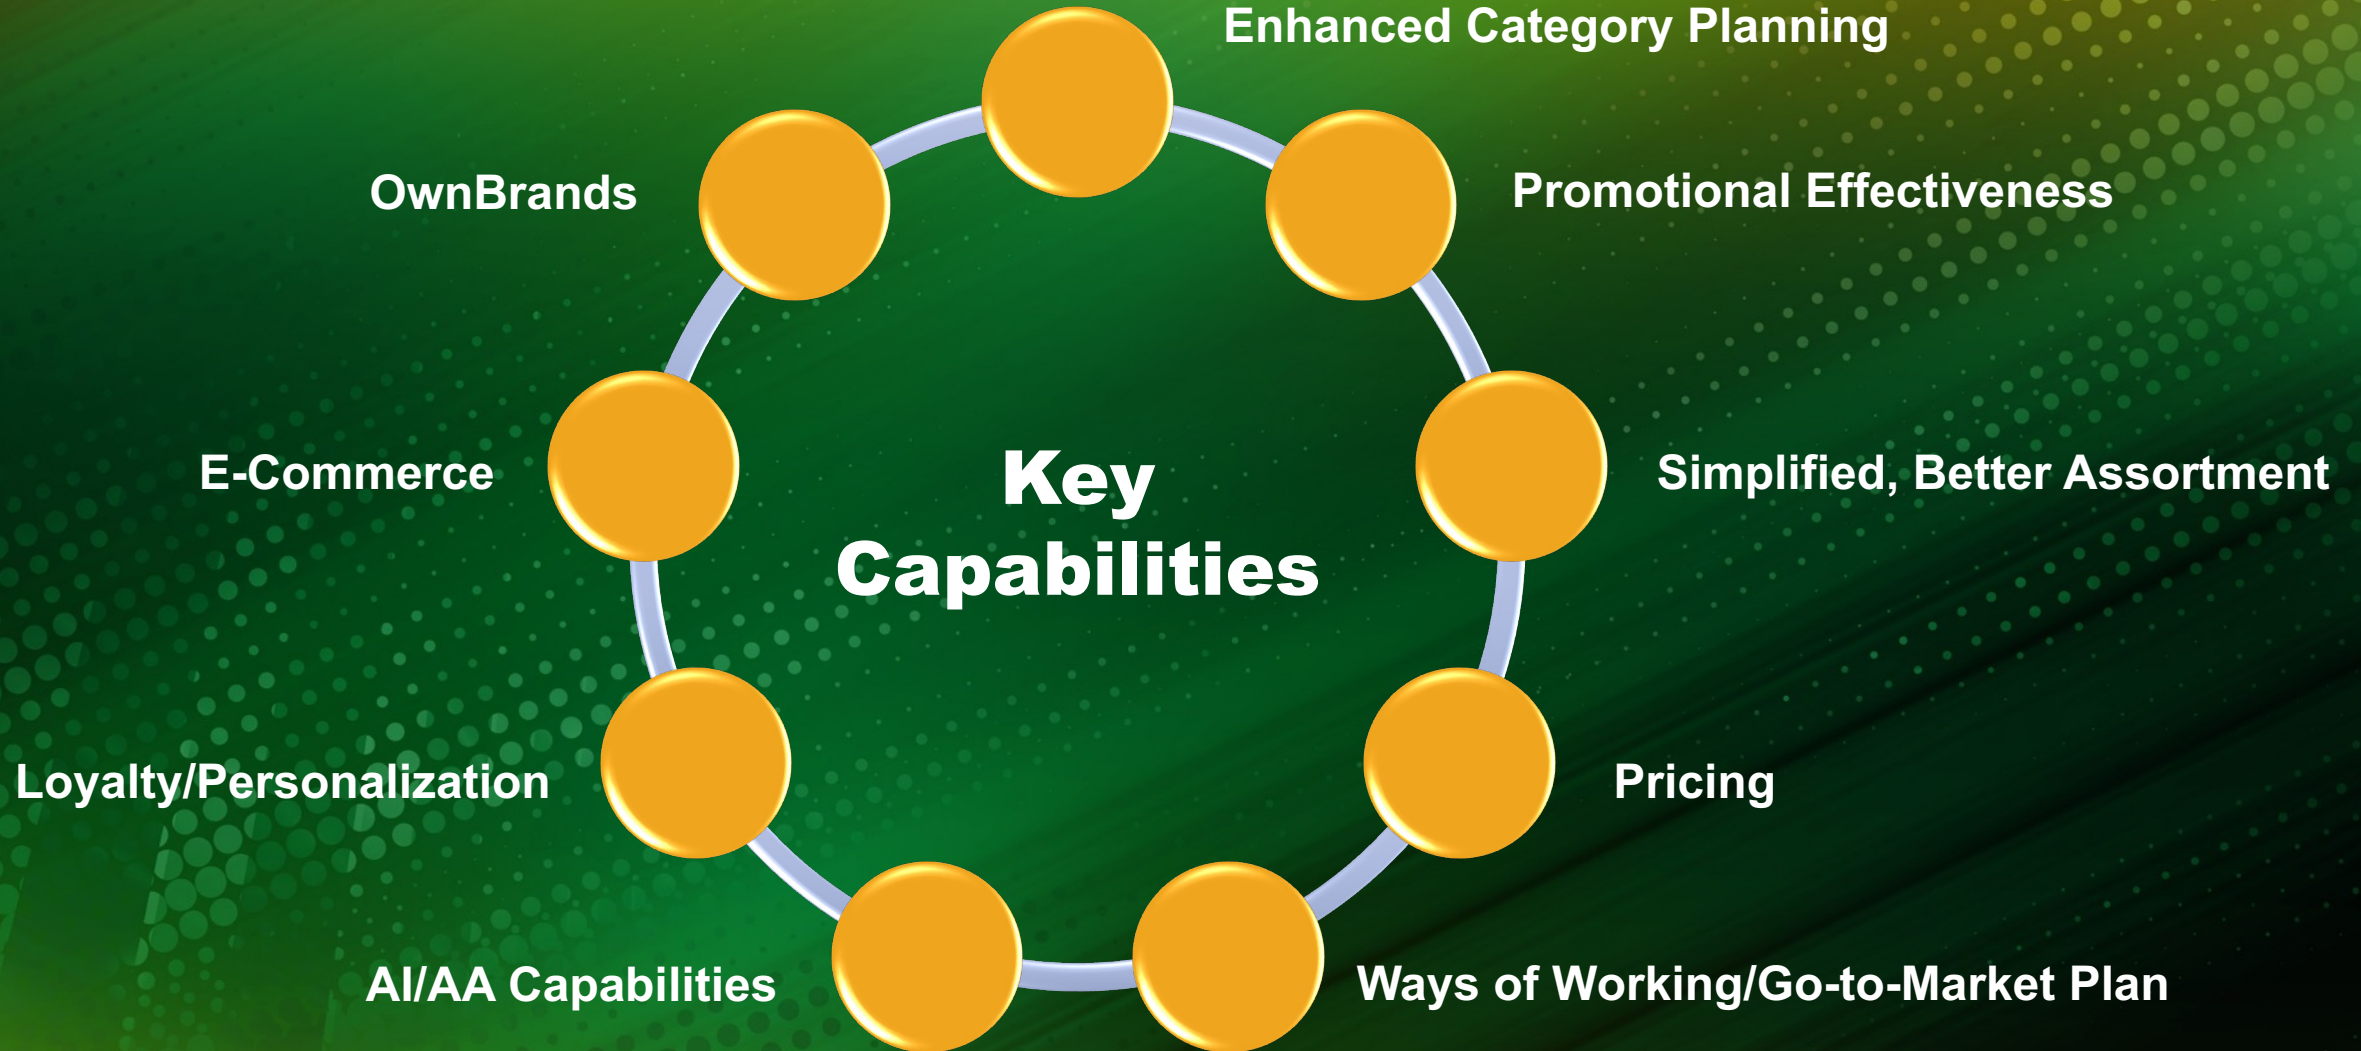 Enhanced Category Planning
OwnBrands
Promotional Effectiveness
E-Commerce
Key
Capabilities
Simplified, Better Assortment
Loyalty/Personalization
Pricing
AI/AA Capabilities
Ways of Working/Go-to-Market Plan